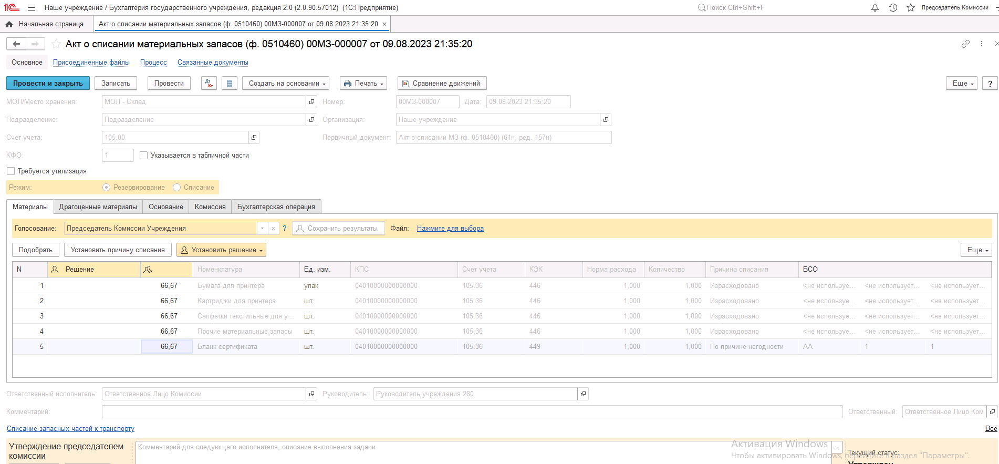 1С Наше учреждение / Бухгалтерия государственного учреждения, редакция 2.0 (2.0.90.57012) (1С:Предприятие) Поиск Ctrl+Shift+F Председатель Комиссии
Начальная страница Акт о списании материальных запасов (ф. 0510460) 00МЗ-000007 от 09.08.2023 21:35:20 ×
Акт о списании материальных запасов (ф. 0510460) 00МЗ-000007 от 09.08.2023 21:35:20
Основное Присоединенные файлы Процесс Связанные документы
Провести и закрыть Записать Провести Дт Кт Создать на основании Печать Сравнение движений Еще ?
МОЛ/Место хранения: МОЛ - Склад Номер: 00МЗ-000007 Дата: 09.08.2023 21:35:20
Подразделение: Подразделение Организация: Наше учреждение
Счет учета: 105.00 Первичный документ: Акт о списании МЗ (ф. 0510460) (61н, ред. 157н)
КФО: 1 Указывается в табличной части
Требуется утилизация
Режим: Резервирование Списание
Материалы Драгоценные материалы Основание Комиссия Бухгалтерская операция
Голосование: Председатель Комиссии Учреждения × ? Сохранить результаты Файл: Нажмите для выбора
Подобрать Установить причину списания Установить решение Еще
N Решение Номенклатура Ед. изм. КПС Счет учета КЭК Норма расхода Количество Причина списания БСО
1 66,67 Бумага для принтера упак 04010000000000000 105.36 446 1,000 1,000 Израсходовано <не используе... <не использует... <не использует...
2 66,67 Картриджи для принтера шт. 04010000000000000 105.36 446 1,000 1,000 Израсходовано <не используе... <не использует... <не использует...
3 66,67 Салфетки текстильные для у... шт. 04010000000000000 105.36 446 1,000 1,000 Израсходовано <не используе... <не использует... <не использует...
4 66,67 Прочие материальные запасы шт. 04010000000000000 105.36 446 1,000 1,000 Израсходовано <не используе... <не использует... <не использует...
5 66,67 Бланк сертификата шт. 04010000000000000 105.36 449 1,000 1,000 По причине негодности АА 1 1
Ответственный исполнитель: Ответственное Лицо Комиссии Руководитель: Руководитель учреждения 280
Комментарий: Ответственный: Ответственное Лицо Ком
Списание запасных частей к транспорту Все
Утверждение председателем
комиссии
Комментарий для следующего исполнителя, описание выполнения задачи ...
Активация Windows
Чтобы активировать Windows, перейдите в раздел "Параметры".
Текущий статус:
Утвержден